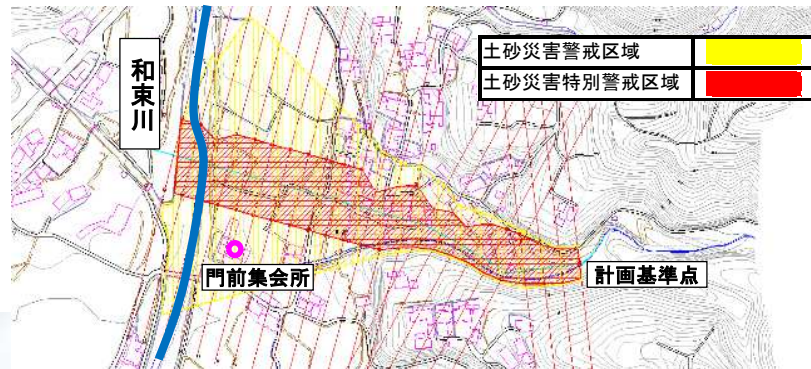 和束川
土砂災害警戒区域
土砂災害特別警戒区域
門前集会所
計画基準点